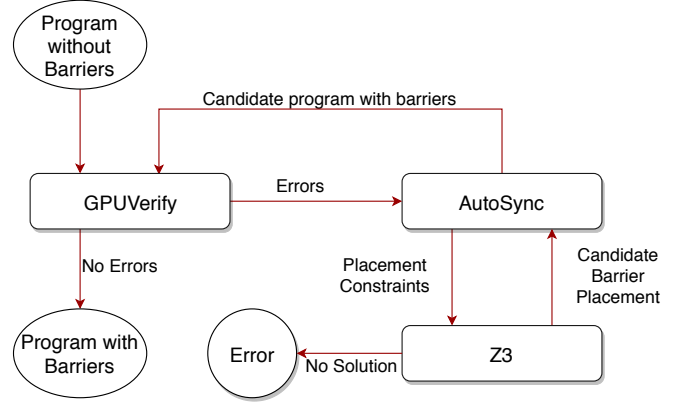 Program
without
Barriers
Candidate program with barriers
GPUVerify
Errors
AutoSync
No Errors
Placement
Constraints
Candidate
Barrier
Placement
Program with
Barriers
Error
No Solution
Z3